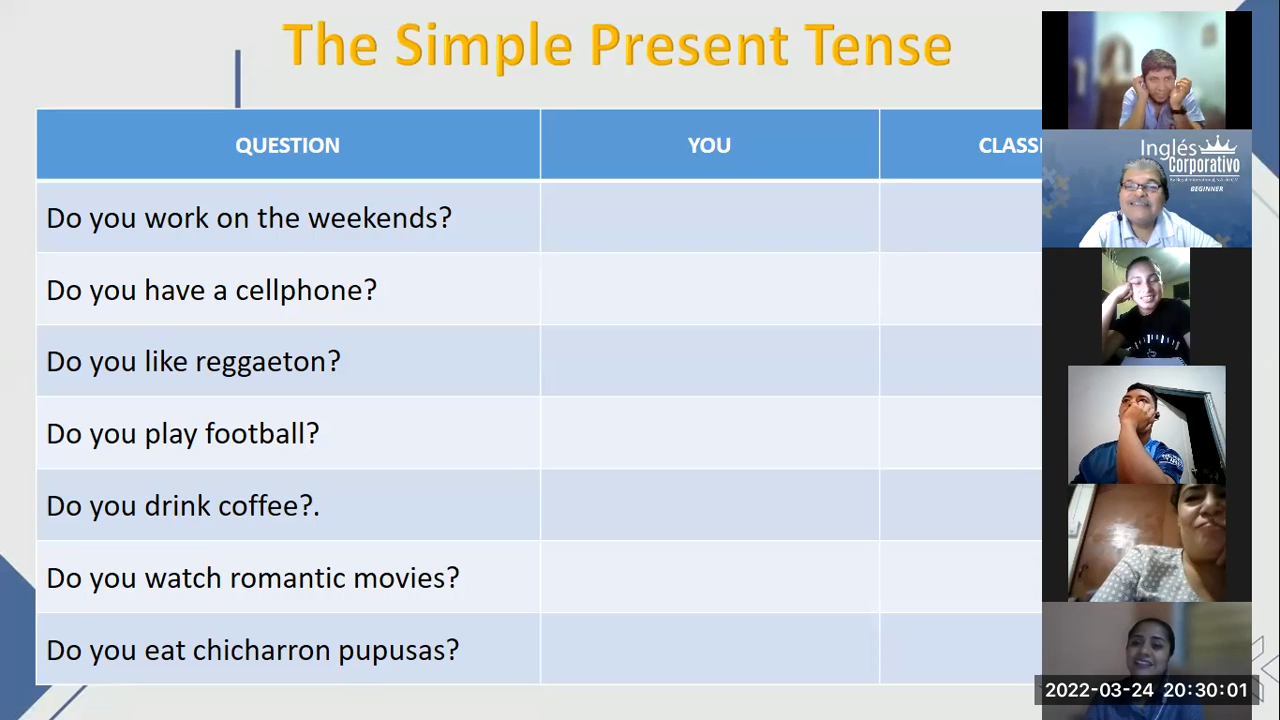 The Simple Present Tense
QUESTION YOU CLASS
Do you work on the weekends?
Do you have a cellphone?
Do you like reggaeton?
Do you play football?
Do you drink coffee?.
Do you watch romantic movies?
Do you eat chicharron pupusas?
Inglés
Corporativo
BEGINNER
2022-03-24 20:30:01